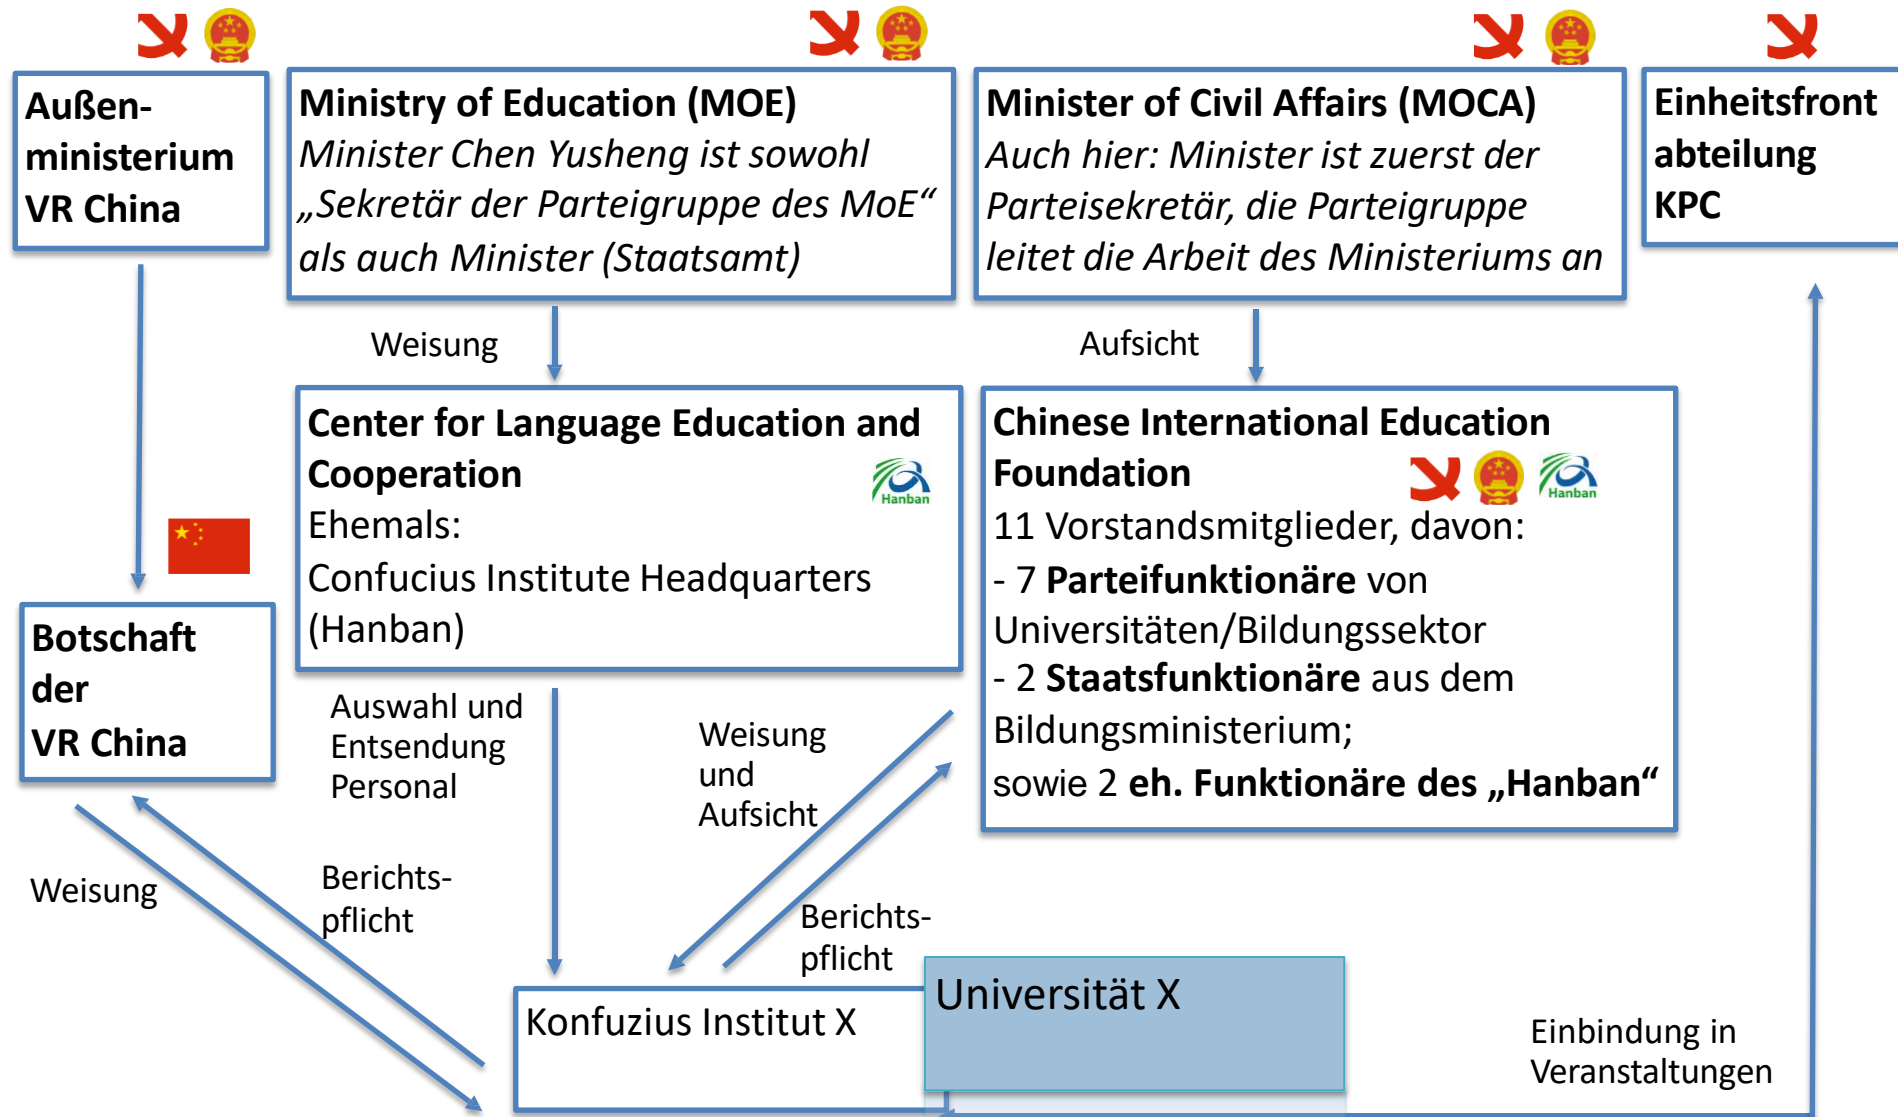 Außen-
ministerium
VR China
Ministry of Education (MOE)
Minister Chen Yusheng ist sowohl
„Sekretär der Parteigruppe des MoE“
als auch Minister (Staatsamt)
Minister of Civil Affairs (MOCA)
Auch hier: Minister ist zuerst der
Parteisekretär, die Parteigruppe
leitet die Arbeit des Ministeriums an
Einheitsfront
abteilung
KPC
Weisung
Aufsicht
Center for Language Education and
Cooperation
Hanban
Ehemals:
Confucius Institute Headquarters
(Hanban)
Chinese International Education
Foundation
Hanban
11 Vorstandsmitglieder, davon:
- 7 Parteifunktionäre von
Universitäten/Bildungssektor
- 2 Staatsfunktionäre aus dem
Bildungsministerium;
sowie 2 eh. Funktionäre des „Hanban“
Botschaft
der
VR China
Auswahl und
Entsendung
Personal
Weisung
und
Aufsicht
Weisung
Berichts-
pflicht
Berichts-
pflicht
Konfuzius Institut X
Universität X
Einbindung in
Veranstaltungen